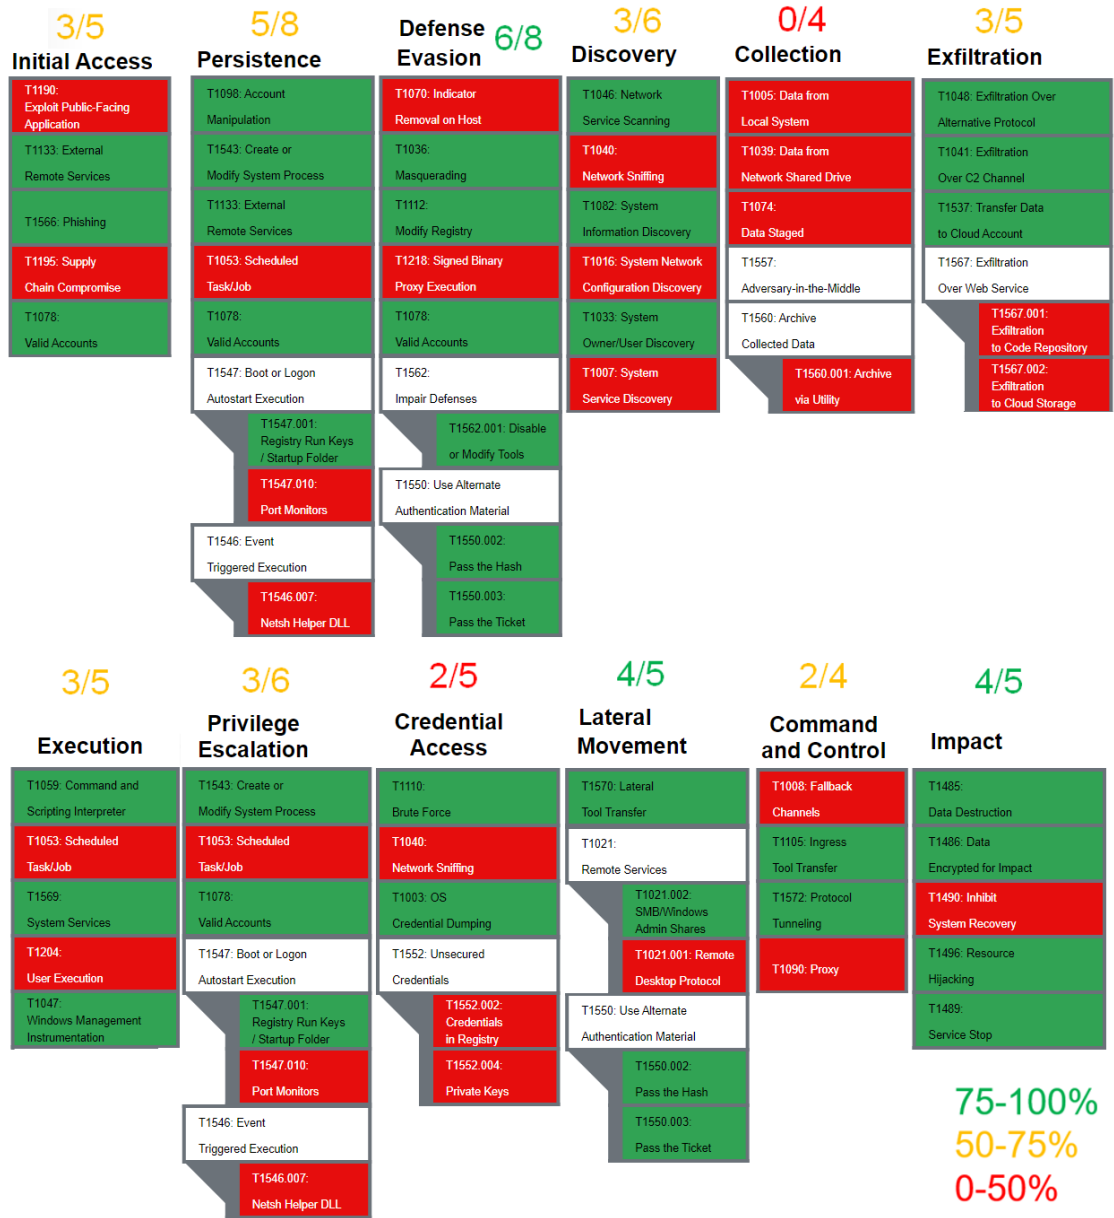 3/5
Initial Access
T1190:
Exploit Public-Facing
Application
T1133: External
Remote Services
T1566: Phishing
T1195: Supply
Chain Compromise
T1078:
Valid Accounts
5/8
Persistence
T1098: Account
Manipulation
T1543: Create or
Modify System Process
T1133: External
Remote Services
T1053: Scheduled
Task/Job
T1078:
Valid Accounts
T1547: Boot or Logon
Autostart Execution
T1547.001:
Registry Run Keys
/ Startup Folder
T1547.010:
Port Monitors
T1546: Event
Triggered Execution
T1546.007:
Netsh Helper DLL
Defense
Evasion
6/8
T1070: Indicator
Removal on Host
T1036:
Masquerading
T1112:
Modify Registry
T1218: Signed Binary
Proxy Execution
T1078:
Valid Accounts
T1562:
Impair Defenses
T1562.001: Disable
or Modify Tools
T1550: Use Alternate
Authentication Material
T1550.002:
Pass the Hash
T1550.003:
Pass the Ticket
3/6
Discovery
T1046: Network
Service Scanning
T1040:
Network Sniffing
T1082: System
Information Discovery
T1016: System Network
Configuration Discovery
T1033: System
Owner/User Discovery
T1007: System
Service Discovery
0/4
Collection
T1005: Data from
Local System
T1039: Data from
Network Shared Drive
T1074:
Data Staged
T1557:
Adversary-in-the-Middle
T1560: Archive
Collected Data
T1560.001: Archive
via Utility
3/5
Exfiltration
T1048: Exfiltration Over
Alternative Protocol
T1041: Exfiltration
Over C2 Channel
T1537: Transfer Data
to Cloud Account
T1567: Exfiltration
Over Web Service
T1567.001:
Exfiltration
to Code Repository
T1567.002:
Exfiltration
to Cloud Storage
3/5
Execution
T1059: Command and
Scripting Interpreter
T1053: Scheduled
Task/Job
T1569:
System Services
T1204:
User Execution
T1047:
Windows Management
Instrumentation
3/6
Privilege
Escalation
T1543: Create or
Modify System Process
T1053: Scheduled
Task/Job
T1078:
Valid Accounts
T1547: Boot or Logon
Autostart Execution
T1547.001:
Registry Run Keys
/ Startup Folder
T1547.010:
Port Monitors
T1546: Event
Triggered Execution
T1546.007:
Netsh Helper DLL
2/5
Credential
Access
T1110:
Brute Force
T1040:
Network Sniffing
T1003: OS
Credential Dumping
T1552: Unsecured
Credentials
T1552.002:
Credentials
in Registry
T1552.004:
Private Keys
4/5
Lateral
Movement
T1570: Lateral
Tool Transfer
T1021:
Remote Services
T1021.002:
SMB/Windows
Admin Shares
T1021.001: Remote
Desktop Protocol
T1550: Use Alternate
Authentication Material
T1550.002:
Pass the Hash
T1550.003:
Pass the Ticket
2/4
Command
and Control
T1008: Fallback
Channels
T1105: Ingress
Tool Transfer
T1572: Protocol
Tunneling
T1090: Proxy
4/5
Impact
T1485:
Data Destruction
T1486: Data
Encrypted for Impact
T1490: Inhibit
System Recovery
T1496: Resource
Hijacking
T1489:
Service Stop
75-100%
50-75%
0-50%